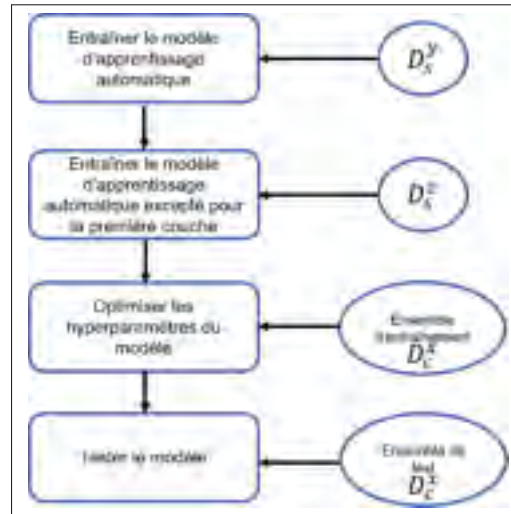 Entraîner le modèle
d'apprentissage
automatique
D_s^y
Entraîner le modèle
d'apprentissage
automatique excepté pour
la première couche
D_s^z
Optimiser les
hyperparamètres du
modèle
Ensemble
d'entraînement
D_c^x
Tester le modèle
Ensemble de
test
D_c^x